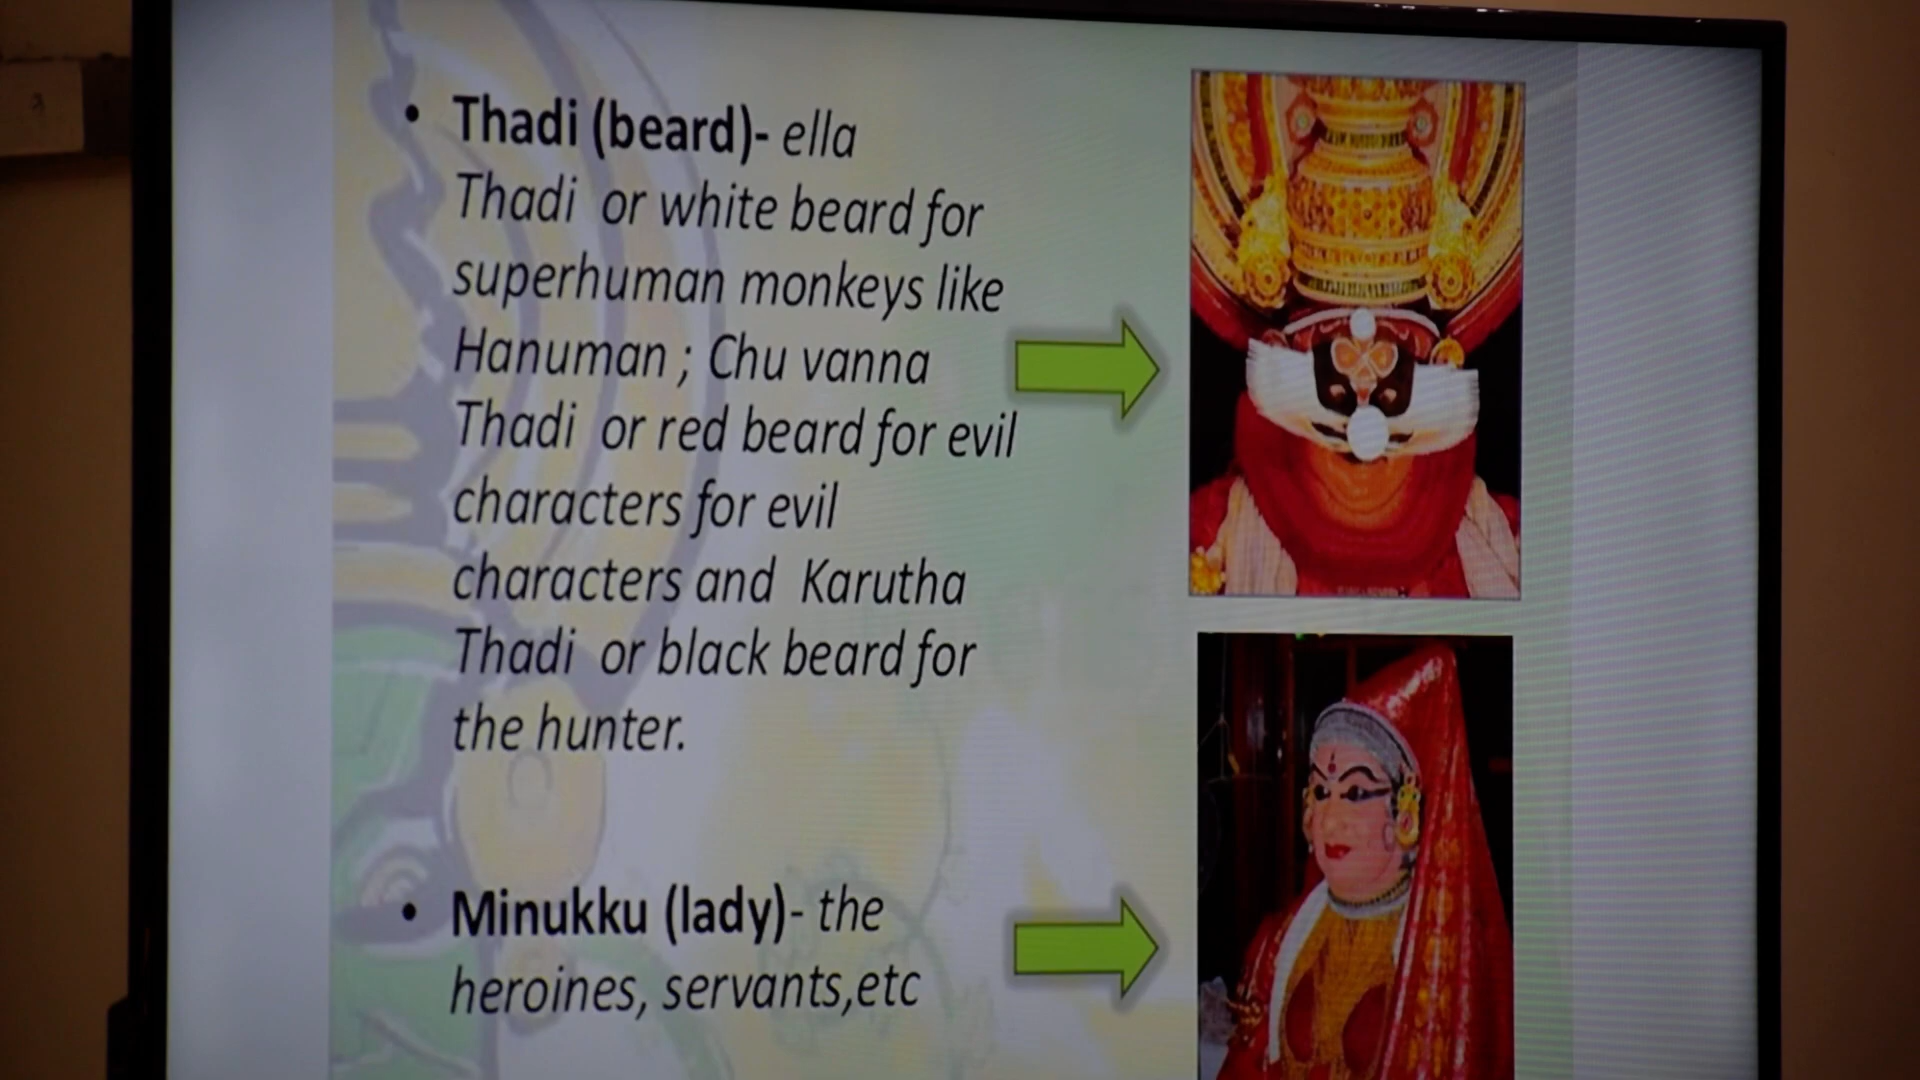 • Thadi (beard)- ella
Thadi or white beard for
superhuman monkeys like
Hanuman ; Chu vanna
Thadi or red beard for evil
characters for evil
characters and Karutha
Thadi or black beard for
the hunter.
• Minukku (lady)- the
heroines, servants,etc